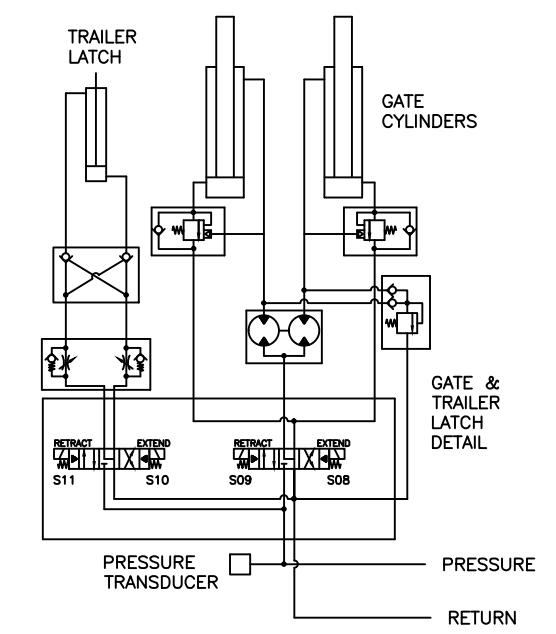 TRAILER
LATCH
GATE
CYLINDERS
GATE &
TRAILER
LATCH
DETAIL
RETRACT
EXTEND
RETRACT
EXTEND
S11
S10
S09
S08
PRESSURE
TRANSDUCER
PRESSURE
RETURN